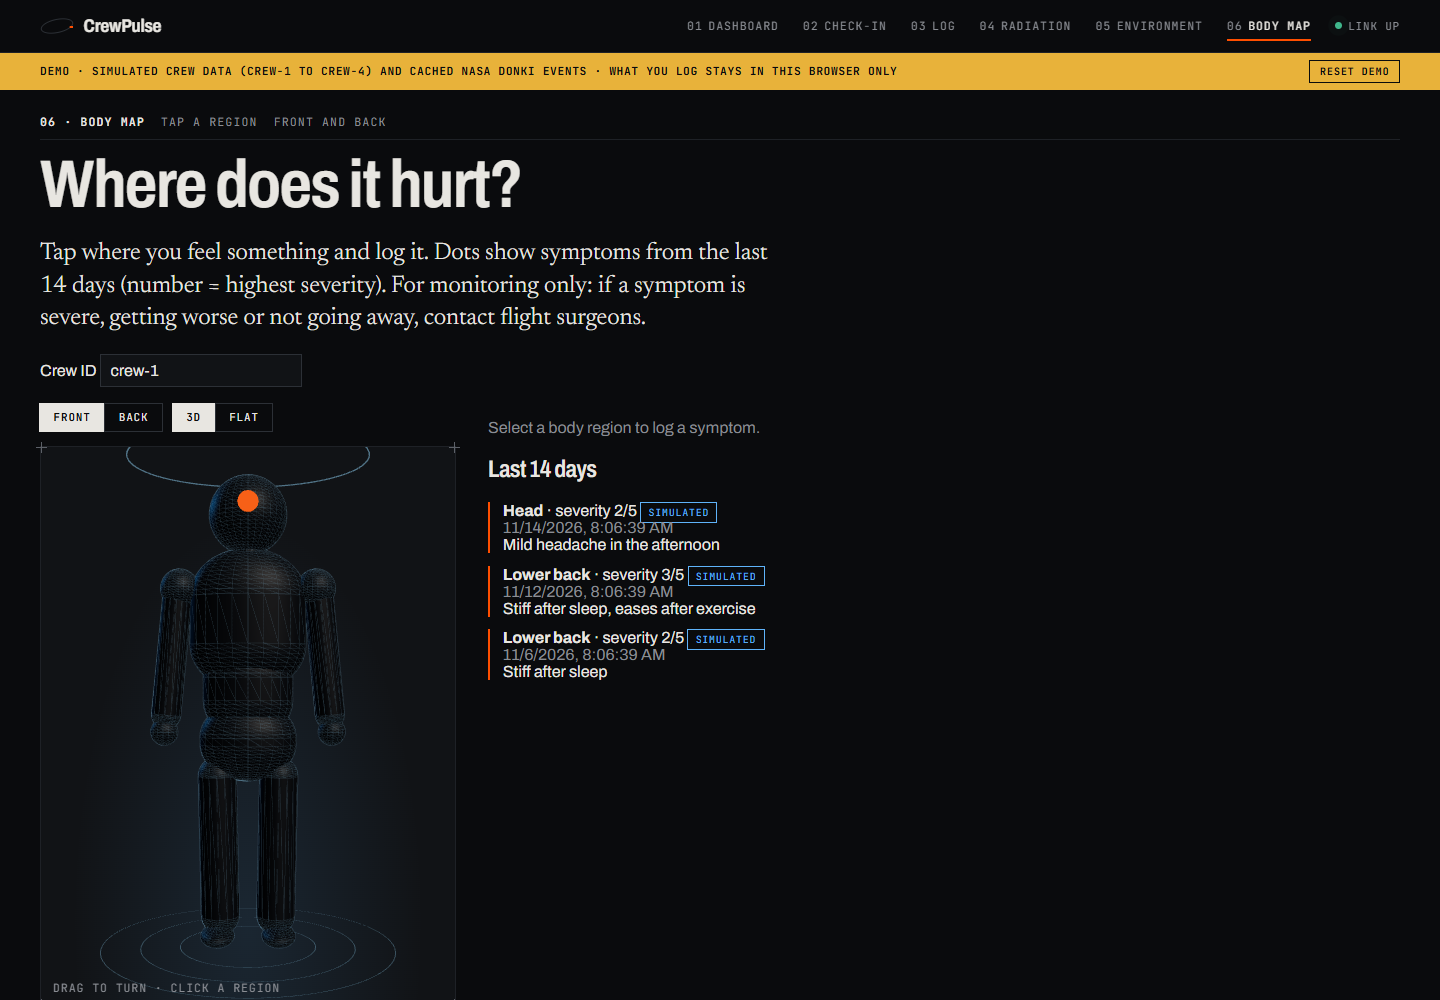 CrewPulse
01 DASHBOARD 02 CHECK-IN 03 LOG 04 RADIATION 05 ENVIRONMENT 06 BODY MAP LINK UP
DEMO · SIMULATED CREW DATA (CREW-1 TO CREW-4) AND CACHED NASA DONKI EVENTS · WHAT YOU LOG STAYS IN THIS BROWSER ONLY
RESET DEMO
06 · BODY MAP TAP A REGION FRONT AND BACK
Where does it hurt?
Tap where you feel something and log it. Dots show symptoms from the last
14 days (number = highest severity). For monitoring only: if a symptom is
severe, getting worse or not going away, contact flight surgeons.
Crew ID crew-1
FRONT BACK 3D FLAT
DRAG TO TURN · CLICK A REGION
Select a body region to log a symptom.
Last 14 days
Head · severity 2/5 SIMULATED
11/14/2026, 8:06:39 AM
Mild headache in the afternoon
Lower back · severity 3/5 SIMULATED
11/12/2026, 8:06:39 AM
Stiff after sleep, eases after exercise
Lower back · severity 2/5 SIMULATED
11/6/2026, 8:06:39 AM
Stiff after sleep